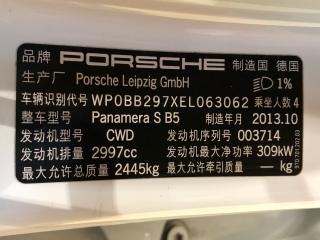 品牌 PORSCHE 制造国 德国
生产厂 Porsche Leipzig GmbH 1%
车辆识别代号 WP0BB297XEL063062 乘坐人数 4
整车型号 Panamera S B5 制造年月 2013.10
发动机型号 CWD 发动机序列号 003714
发动机排量 2997cc 发动机最大净功率 309kW
最大允许总质量 2445kg 最大允许牵引质量 — kg